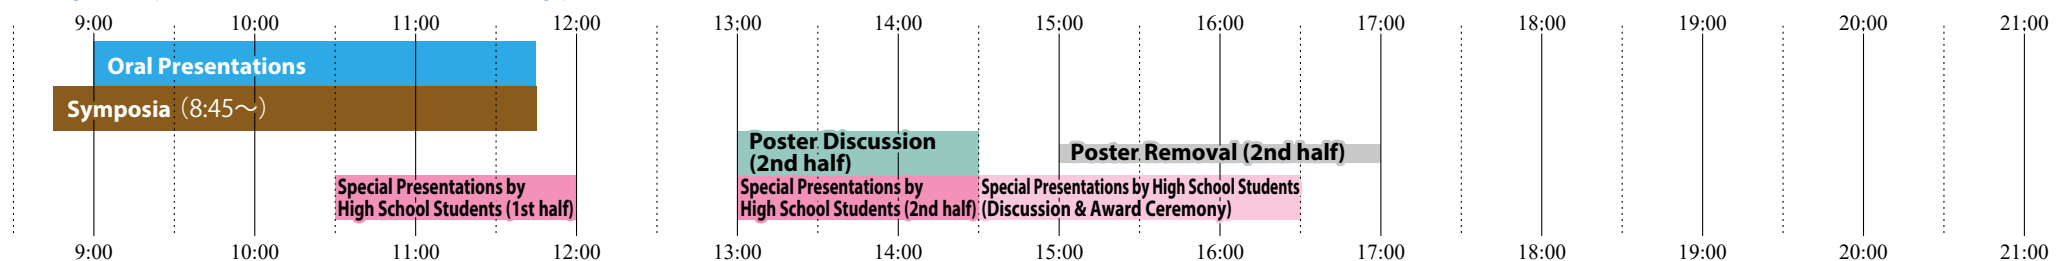 9:00 10:00 11:00 12:00 13:00 14:00 15:00 16:00 17:00 18:00 19:00 20:00 21:00
Oral Presentations
Symposia（8:45～）
Poster Discussion
(2nd half)
Poster Removal (2nd half)
Special Presentations by
High School Students (1st half)
Special Presentations by
High School Students (2nd half)
Special Presentations by High School Students
(Discussion & Award Ceremony)
9:00 10:00 11:00 12:00 13:00 14:00 15:00 16:00 17:00 18:00 19:00 20:00 21:00